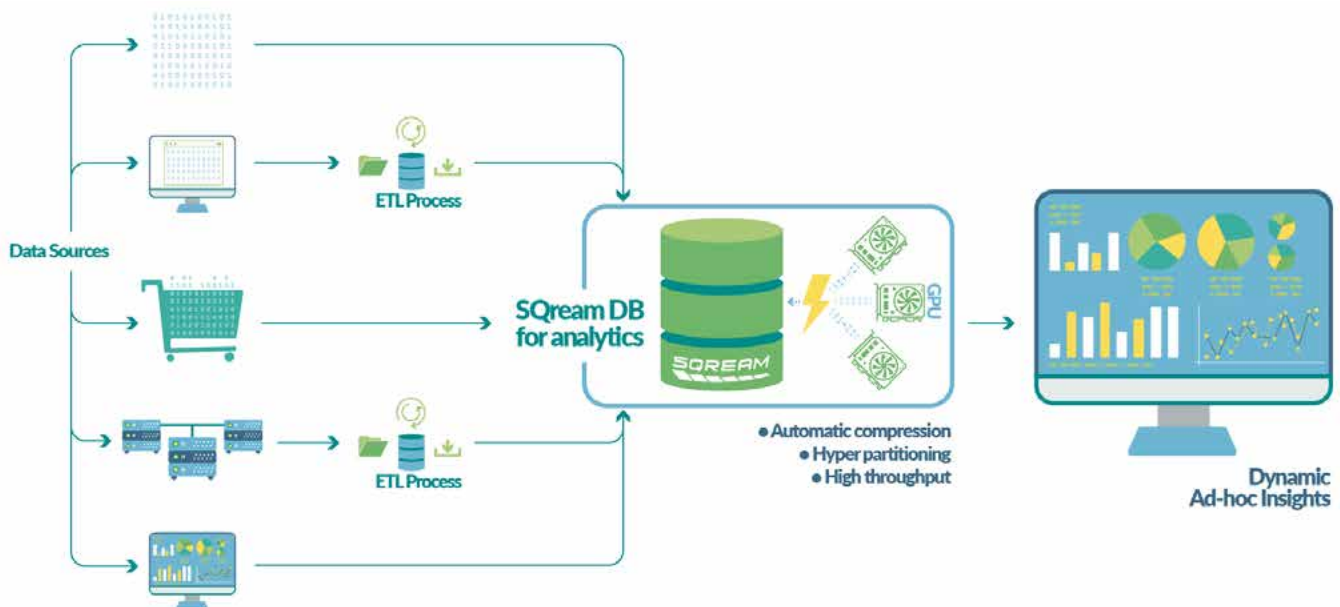 ETL Process
Data Sources
SQream DB
for analytics
SQREAM
GPU
ETL Process
● Automatic compression
● Hyper partitioning
● High throughput
Dynamic
Ad-hoc Insights